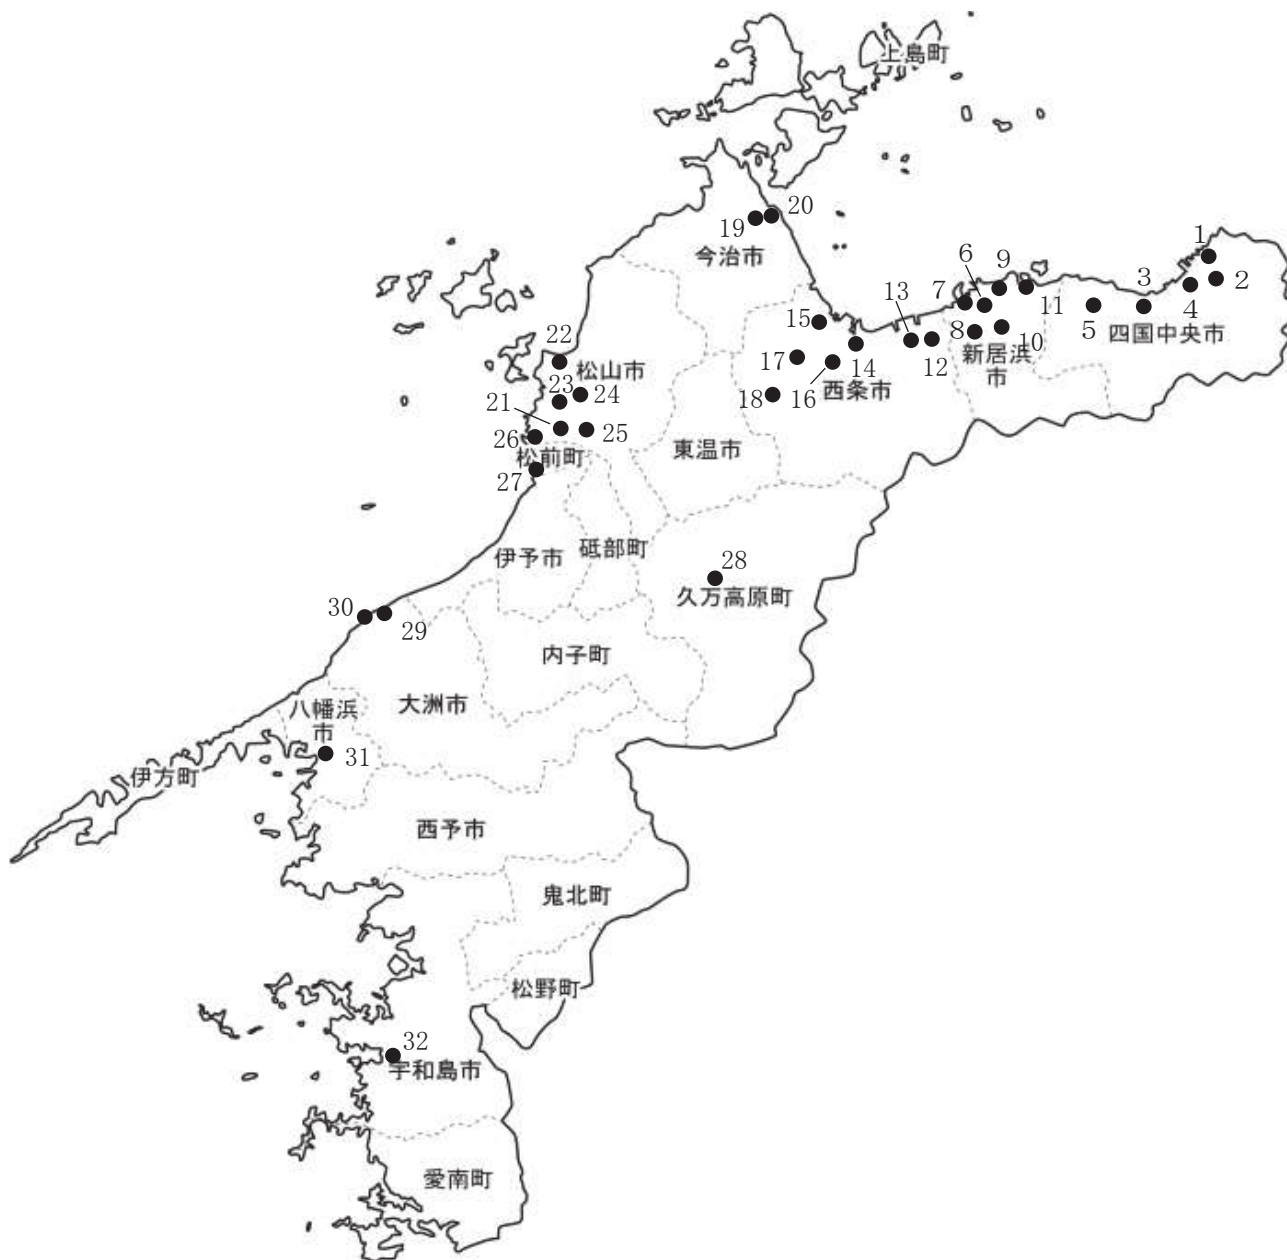 上島町
20
19
今治市
1
2
3
4
6
9
7
13
11
5
四国中央市
15
8
10
新居浜
市
12
22
14
17
松山市
16
西条市
23
24
18
21
25
26
東温市
松前町
27
伊予市
砥部町
28
久万高原町
30
29
内子町
大洲市
八幡浜
市
31
伊方町
西予市
鬼北町
松野町
32
宇和島市
愛南町